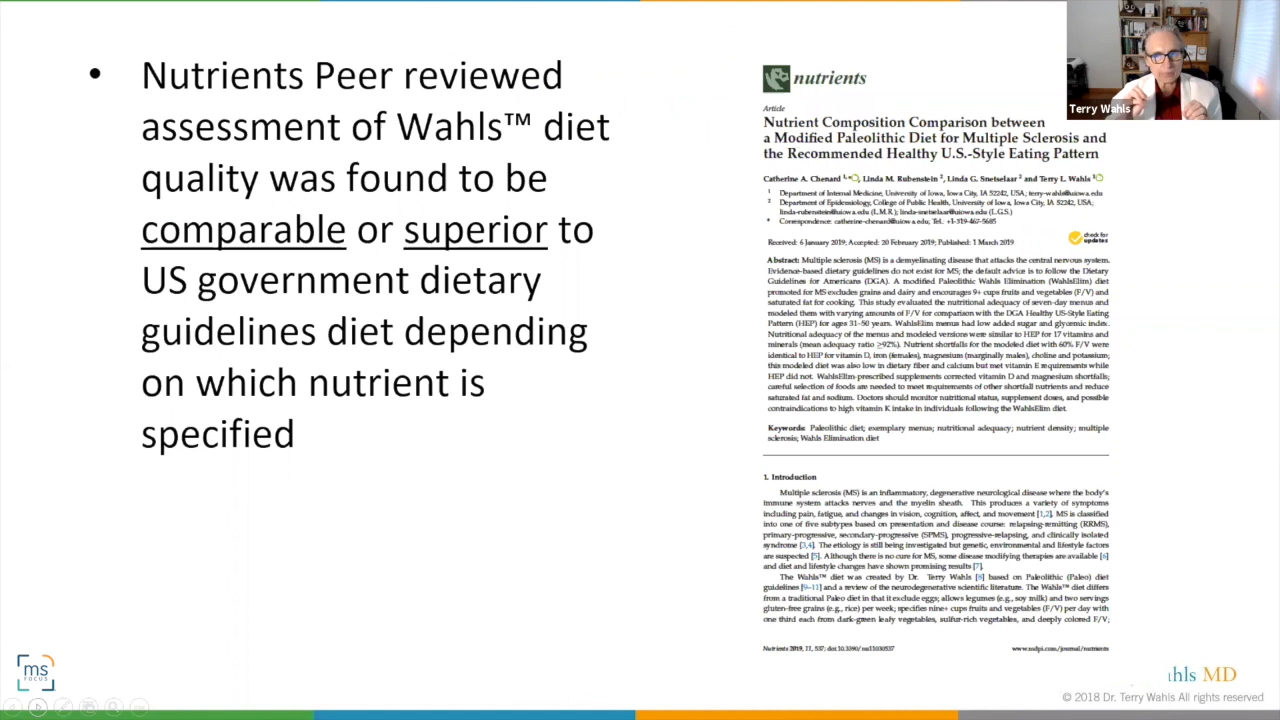 • Nutrients Peer reviewed
assessment of Wahls™ diet
quality was found to be
comparable or superior to
US government dietary
guidelines diet depending
on which nutrient is
specified
nutrients
Article
Nutrient Composition Comparison between
a Modified Paleolithic Diet for Multiple Sclerosis and
the Recommended Healthy U.S.-Style Eating Pattern
Catherine A. Chenard 1,*, Linda M. Rubenstein 2, Linda G. Snetselaar 2 and Terry L. Wahls 1
1 Department of Internal Medicine, University of Iowa, Iowa City, IA 52242, USA; terry-wahls@uiowa.edu
2 Department of Epidemiology, College of Public Health, University of Iowa, Iowa City, IA 52242, USA;
linda-rubenstein@uiowa.edu (L.M.R.); linda-snetselaar@uiowa.edu (L.G.S.)
* Correspondence: catherine-chenard@uiowa.edu, Tel.: +1-319-467-5685
check for
updates
Received: 6 January 2019; Accepted: 20 February 2019; Published: 1 March 2019
Abstract: Multiple sclerosis (MS) is a demyelinating disease that attacks the central nervous system.
Evidence-based dietary guidelines do not exist for MS; the default advice is to follow the Dietary
Guidelines for Americans (DGA). A modified Paleolithic Wahls Elimination (WahlsElim) diet
promoted for MS excludes grains and dairy and encourages 9+ cups fruits and vegetables (F/V) and
saturated fat for cooking. This study evaluated the nutritional adequacy of seven-day menus and
modeled them with varying amounts of F/V for comparison with the DGA Healthy US-Style Eating
Pattern (HEP) for ages 31–50 years. WahlsElim menus had low added sugar and glycemic index.
Nutritional adequacy of the menus and modeled versions were similar to HEP for 17 vitamins and
minerals (mean adequacy ratio ≥92%). Nutrient shortfalls for the modeled diet with 60% F/V were
identical to HEP for vitamin D, iron (females), magnesium (marginally males), choline and potassium;
this modeled diet was also low in dietary fiber and calcium but met vitamin E requirements while
HEP did not. WahlsElim-prescribed supplements corrected vitamin D and magnesium shortfalls;
careful selection of foods are needed to meet requirements of other shortfall nutrients and reduce
saturated fat and sodium. Doctors should monitor nutritional status, supplement doses, and possible
contraindications to high vitamin K intake in individuals following the WahlsElim diet.
Keywords: Paleolithic diet; exemplary menus; nutritional adequacy; nutrient density; multiple
sclerosis; Wahls Elimination diet
1. Introduction
Multiple sclerosis (MS) is an inflammatory, degenerative neurological disease where the body's
immune system attacks nerves and the myelin sheath. This produces a variety of symptoms
including pain, fatigue, and changes in vision, cognition, affect, and movement [1,2]. MS is classified
into one of five subtypes based on presentation and disease course: relapsing-remitting (RRMS),
primary-progressive, secondary-progressive (SPMS), progressive-relapsing, and clinically isolated
syndrome [3,4]. The etiology is still being investigated but genetic, environmental and lifestyle factors
are suspected [5]. Although there is no cure for MS, some disease modifying therapies are available [6]
and diet and lifestyle changes have shown promising results [7].
The Wahls™ diet was created by Dr. Terry Wahls [8] based on Paleolithic (Paleo) diet
guidelines [9–11] and a review of the neurodegenerative scientific literature. The Wahls™ diet differs
from a traditional Paleo diet in that it exclude eggs; allows legumes (e.g., soy milk) and two servings
gluten-free grains (e.g., rice) per week; specifies nine+ cups fruits and vegetables (F/V) per day with
one third each from dark-green leafy vegetables, sulfur-rich vegetables, and deeply colored F/V;
Nutrients 2019, 11, 537; doi:10.3390/nu11030537
www.mdpi.com/journal/nutrients
Terry Wahls
ms
FOCUS
hls MD
© 2018 Dr. Terry Wahls All rights reserved